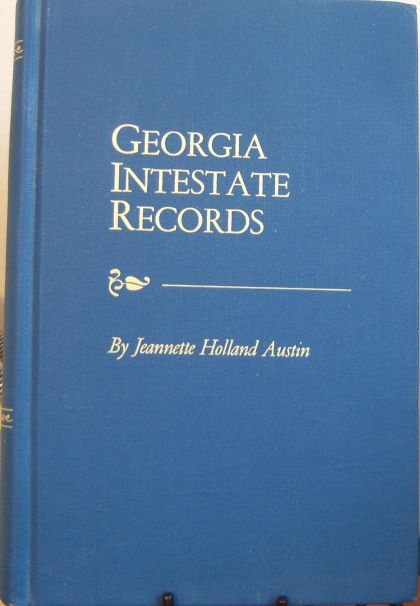 GEORGIA
INTESTATE
RECORDS
By Jeannette Holland Austin